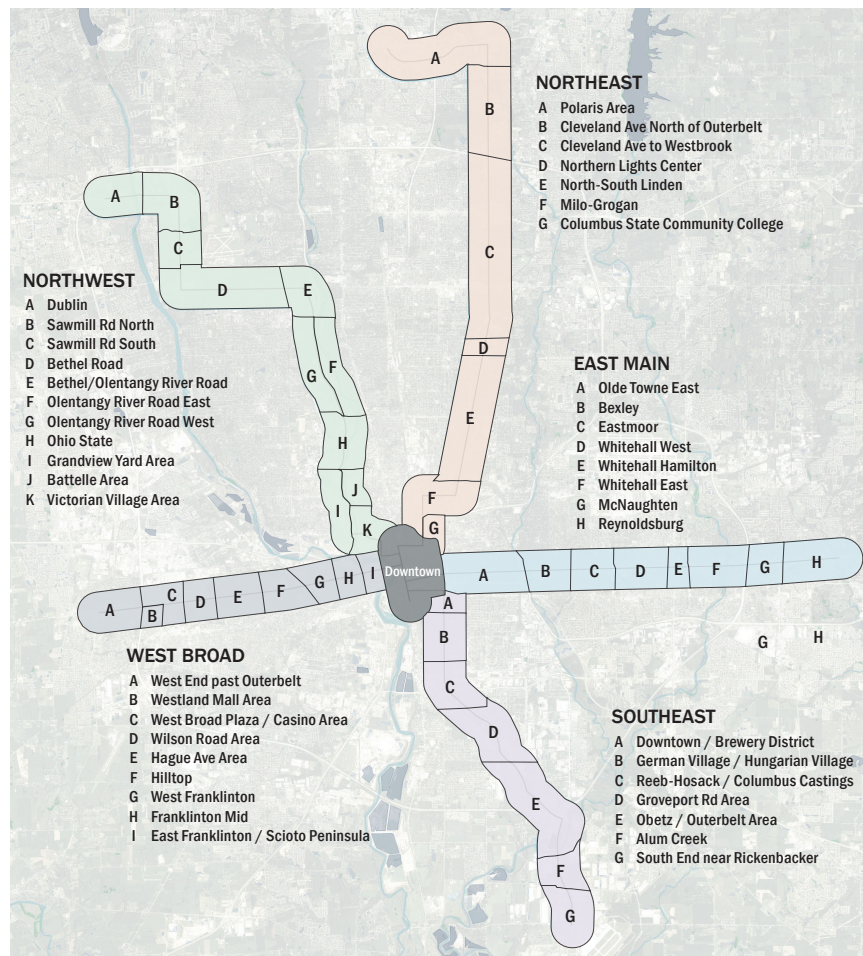 A
NORTHEAST
A Polaris Area
B Cleveland Ave North of Outerbelt
C Cleveland Ave to Westbrook
D Northern Lights Center
E North-South Linden
F Milo-Grogan
G Columbus State Community College
B
A
B
C
C
NORTHWEST
A Dublin
B Sawmill Rd North
C Sawmill Rd South
D Bethel Road
E Bethel/Olentangy River Road
F Olentangy River Road East
G Olentangy River Road West
H Ohio State
I Grandview Yard Area
J Battelle Area
K Victorian Village Area
D
E
D
F
G
EAST MAIN
A Olde Towne East
B Bexley
C Eastmoor
D Whitehall West
E Whitehall Hamilton
F Whitehall East
G McNaughten
H Reynoldsburg
E
H
J
F
I
K
G
Downtown
A
B
C
D
E
F
G
H
A
B
C
D
E
F
G
H
I
A
B
G
H
WEST BROAD
A West End past Outerbelt
B Westland Mall Area
C West Broad Plaza / Casino Area
D Wilson Road Area
E Hague Ave Area
F Hilltop
G West Franklinton
H Franklinton Mid
I East Franklinton / Scioto Peninsula
C
D
SOUTHEAST
A Downtown / Brewery District
B German Village / Hungarian Village
C Reeb-Hosack / Columbus Castings
D Groveport Rd Area
E Obetz / Outerbelt Area
F Alum Creek
G South End near Rickenbacker
E
F
G